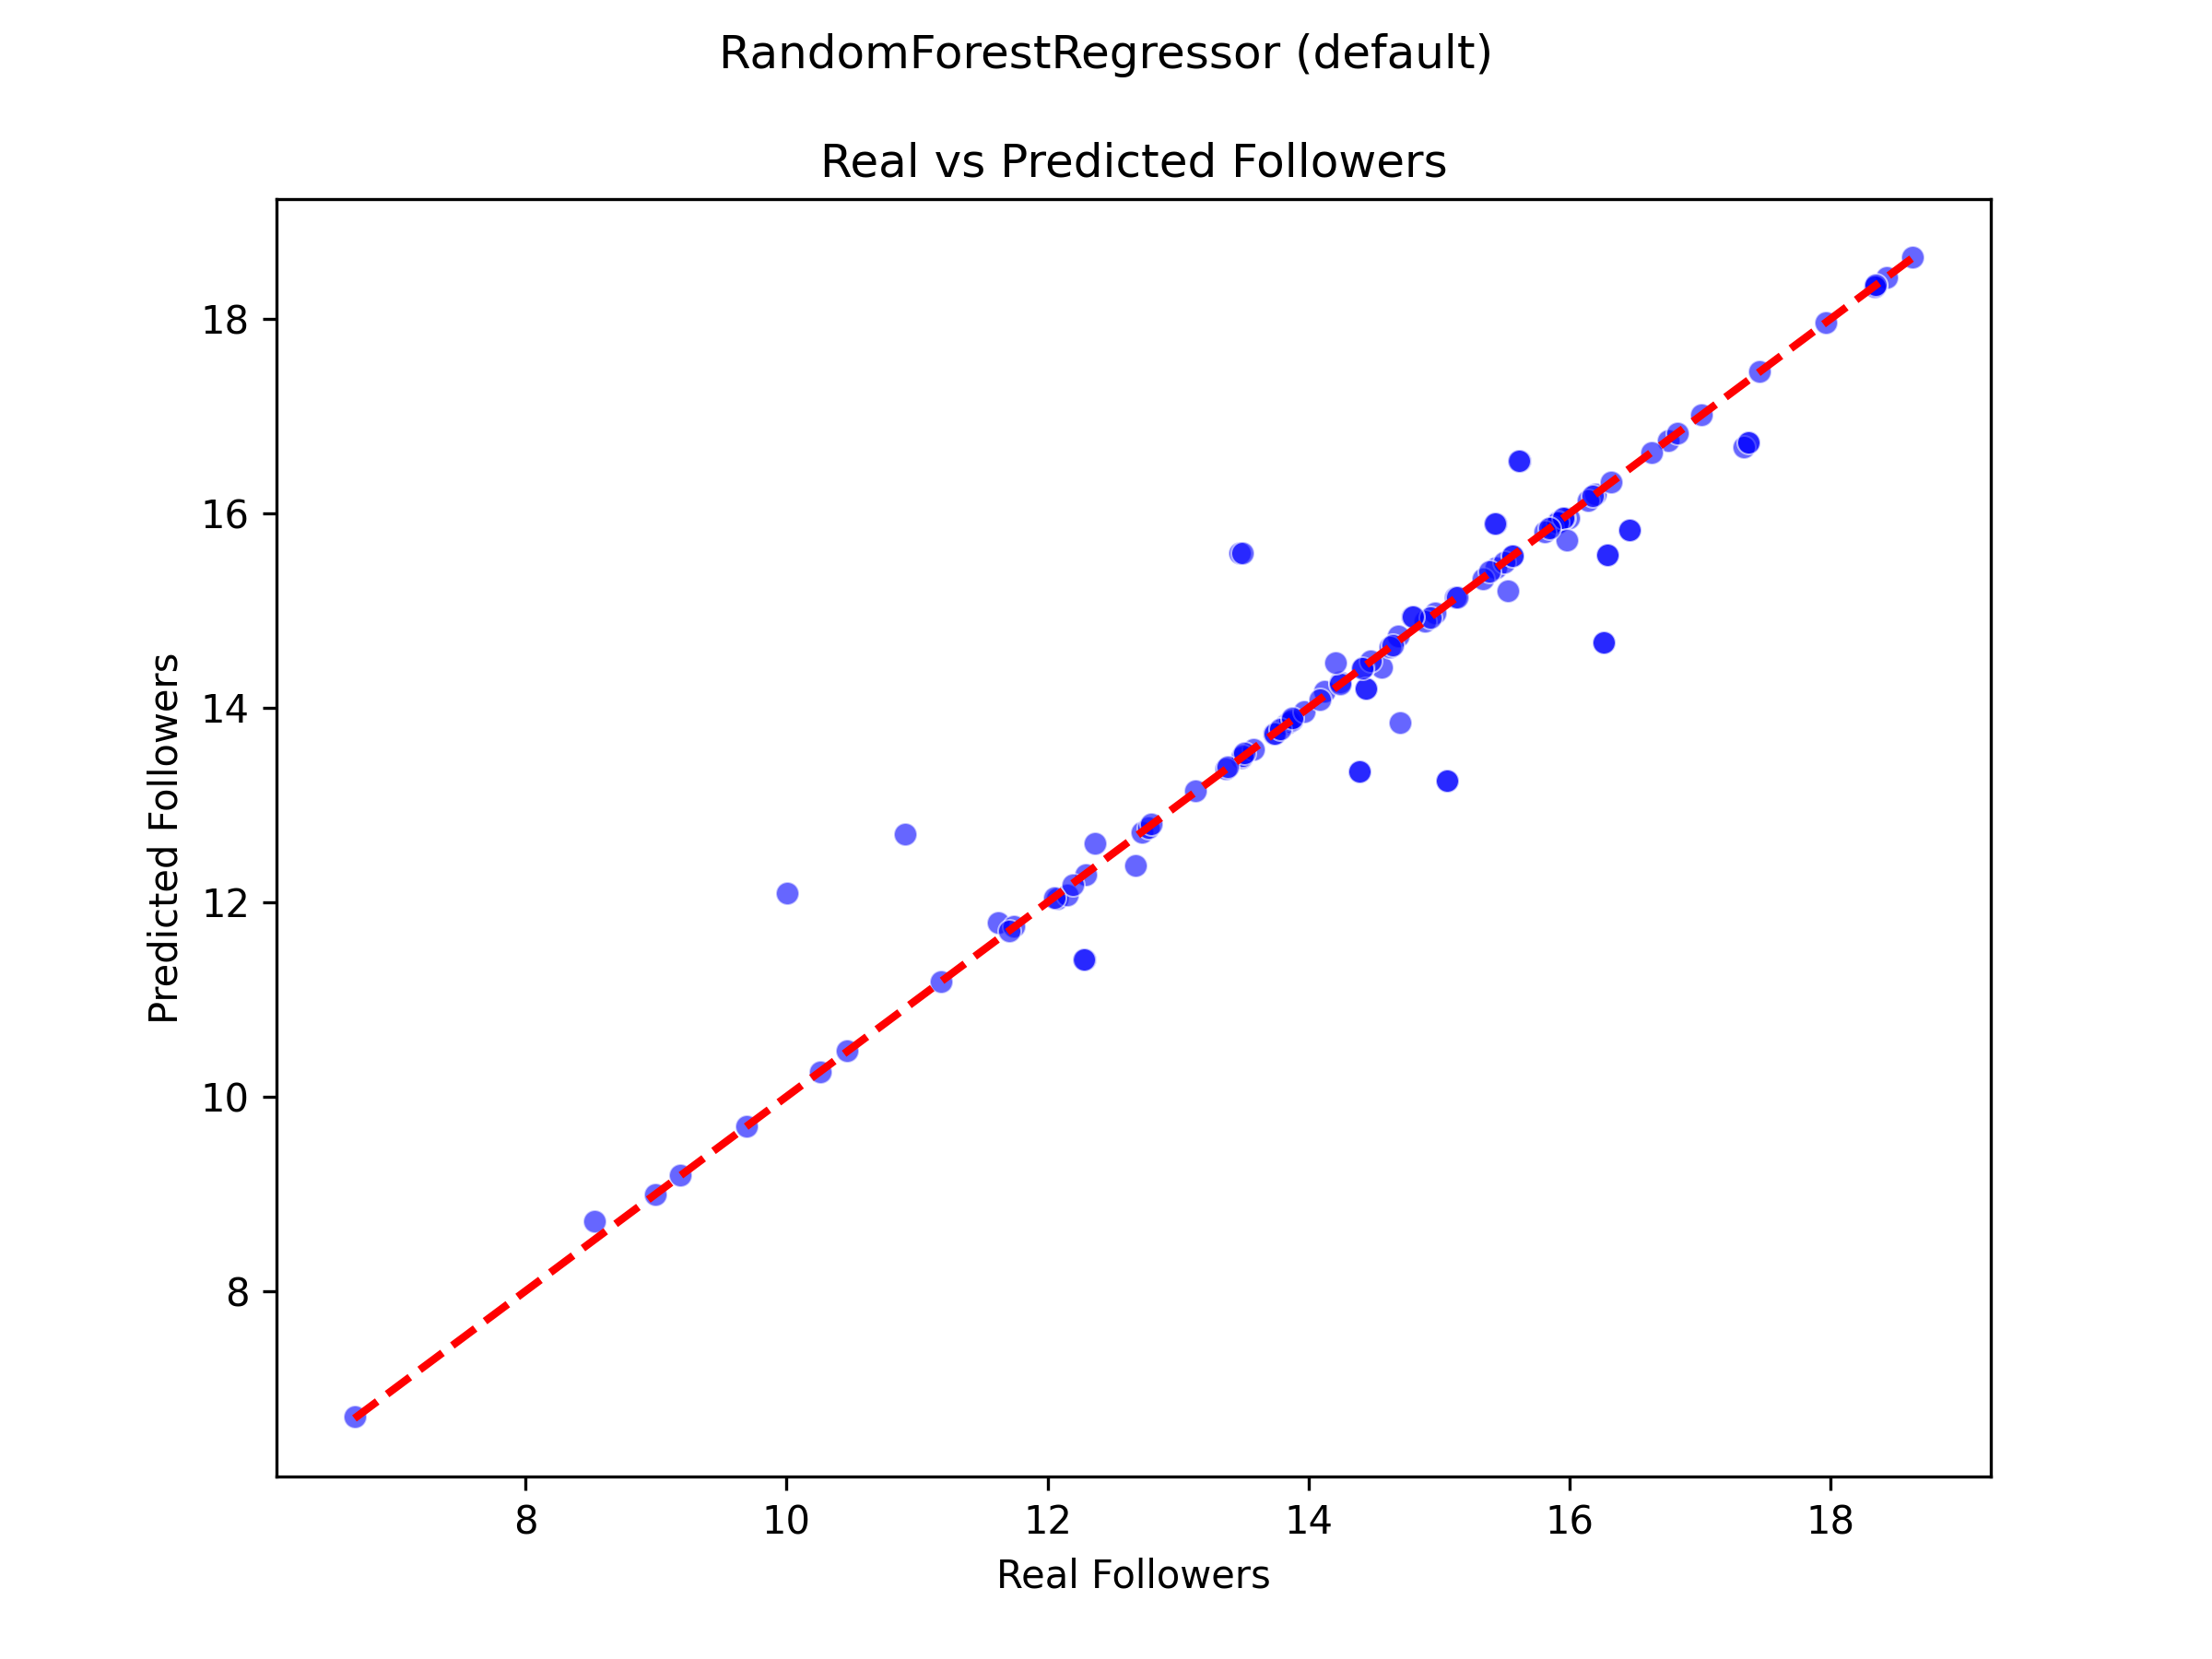 RandomForestRegressor (default)
Real vs Predicted Followers
Predicted Followers
18
16
14
12
10
8
8 10 12 14 16 18
Real Followers